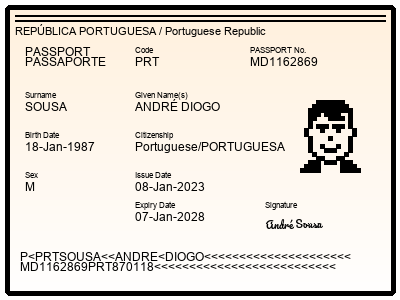 REPÚBLICA PORTUGUESA / Portuguese Republic
PASSPORT
PASSAPORTE
Code
PRT
PASSPORT No.
MD1162869
Surname
SOUSA
Given Name(s)
ANDRÉ DIOGO
Birth Date
18-Jan-1987
Citizenship
Portuguese/PORTUGUESA
Sex
M
Issue Date
08-Jan-2023
Expiry Date
07-Jan-2028
Signature
André Sousa
P<PRTSOUSA<<ANDRE<DIOGO<<<<<<<<<<<<<<<<<<<<<
MD1162869PRT870118<<<<<<<<<<<<<<<<<<<<<<<<<<